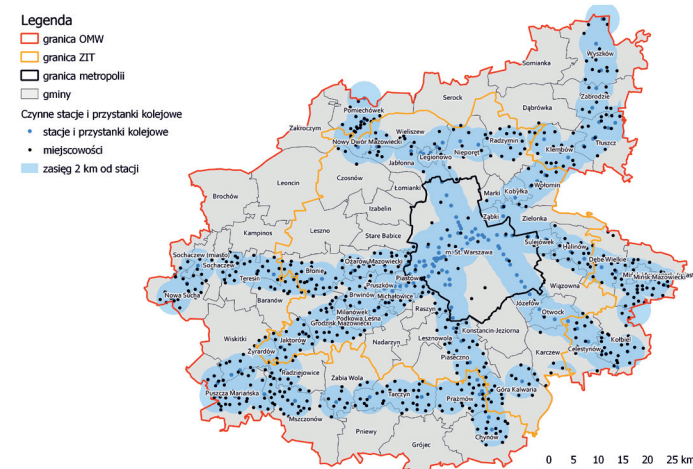 Legenda
granica OMW
granica ZIT
granica metropolii
gminy
Czynne stacje i przystanki kolejowe
stacje i przystanki kolejowe
miejscowości
zasięg 2 km od stacji
Wyszków
Somianka
Zabrodzie
Serock
Dąbrówka
Pomiechówek
Zakroczym
Wieliszew
Nowy Dwór Mazowiecki
Radzymin
Tłuszcz
Klembów
Nieporęt
Legionowo
Jabłonna
Wołomin
Czosnów
Leoncin
Łomianki
Marki
Kobyłka
Brochów
Izabelin
Ząbki
Zielonka
Kampinos
Leszno
Stare Babice
Sulejówek
Halinów
m.st. Warszawa
Sochaczew (miasto)
Sochaczew
Ożarów Mazowiecki
Dębe Wielkie
Błonie
Teresin
Piastów
Mińsk Mazowiecki
Pruszków
Wiązowna
Nowa Sucha
Baranów
Brwinów
Michałowice
Józefów
Raszyn
Milanówek
Podkowa Leśna
Otwock
Grodzisk Mazowiecki
Konstancin-Jeziorna
Wiskitki
Jaktorów
Nadarzyn
Lesznowola
Kołbiel
Żyrardów
Celestynów
Karczew
Piaseczno
Radziejowice
Żabia Wola
Góra Kalwaria
Puszcza Mariańska
Tarczyn
Prażmów
Mszczonów
Pniewy
Grójec
Chynów
0 5 10 15 20 25 km